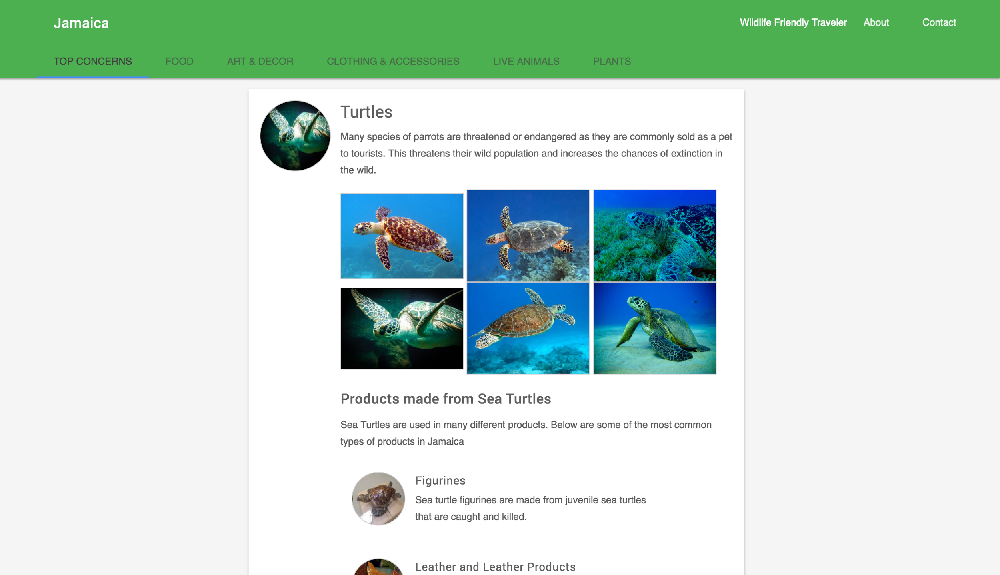 Jamaica
Wildlife Friendly Traveler
About
Contact
TOP CONCERNS
FOOD
ART & DECOR
CLOTHING & ACCESSORIES
LIVE ANIMALS
PLANTS
Turtles
Many species of parrots are threatened or endangered as they are commonly sold as a pet
to tourists. This threatens their wild population and increases the chances of extinction in
the wild.
Products made from Sea Turtles
Sea Turtles are used in many different products. Below are some of the most common
types of products in Jamaica
Figurines
Sea turtle figurines are made from juvenile sea turtles
that are caught and killed.
Leather and Leather Products